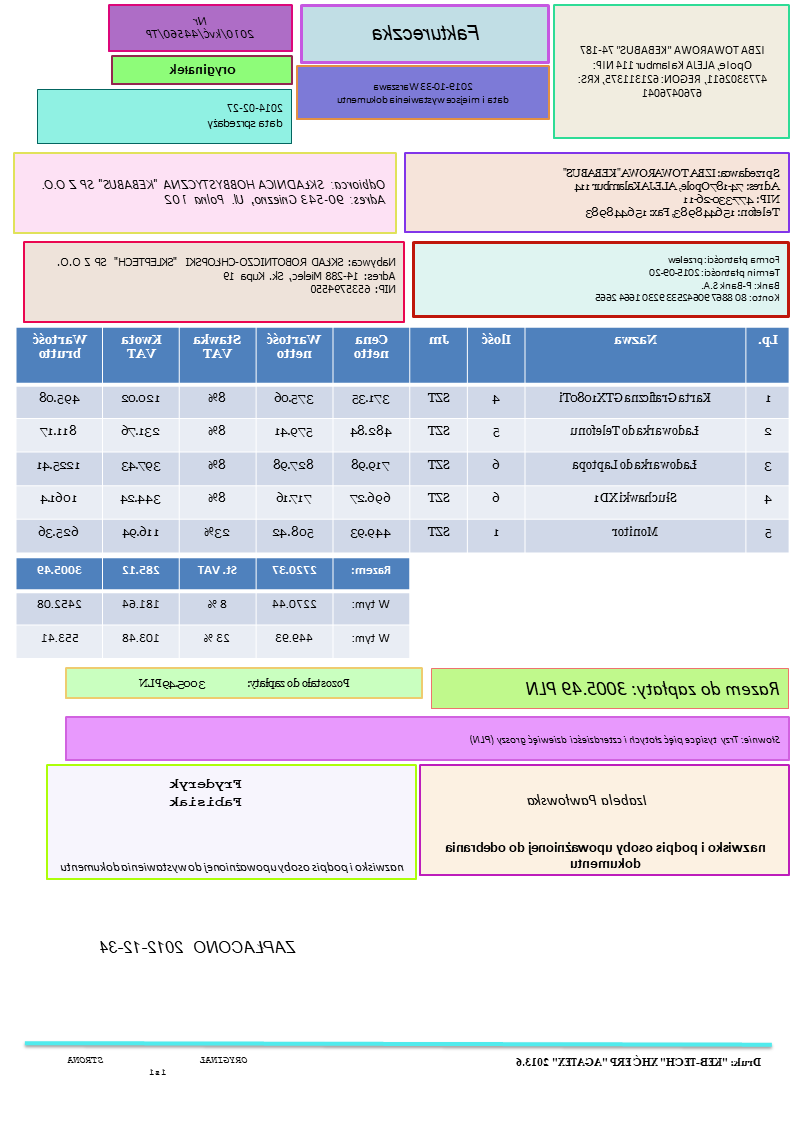 IZBA TOWAROWA "KEBABUS" 74-187
Opole, ALEJA Kalambur 114 NIP:
4773302611, REGON: 621311375, KRS:
6760476041
Faktureczka
2019-10-33 Warszawa
data i miejsce wystawienia dokumentu
Nr
2010/kvć/44560/TP
oryginałek
2014-02-27
data sprzedaży
Sprzedawca: IZBA TOWAROWA "KEBABUS"
Adres: 74-187 Opole, ALEJA Kalambur 114
NIP: 477-330-26-11
Telefon: 156448983 Fax: 156448983
Odbiorca: SKŁADNICA HOBBYSTYCZNA "KEBABUS" SP Z O.O.
Adres: 90-543 Gniezno, Ul. Polna 102
Forma płatności: przelew
Termin płatności: 2015-09-20
Bank: P-Bank S.A.
Konto: 80 8867 9064 2533 9230 1664 2665
Nabywca: SKŁAD ROBOTNICZO-CHŁOPSKI "SKLEPTECH" SP Z O.O.
Adres: 14-288 Mielec, Sk. Kupa 19
NIP: 6535794550
Lp. Nazwa Ilość Jm Cena netto Wartość netto Stawka VAT Kwota VAT Wartość brutto
1 Karta Graficzna GTX1080Ti 4 SZT 371.35 375.06 8% 120.02 495.08
2 Ładowarka do Telefonu 5 SZT 482.84 579.41 8% 231.76 811.17
3 Ładowarka do Laptopa 6 SZT 719.98 827.98 8% 397.43 1225.41
4 Słuchawki XD1 6 SZT 696.27 717.16 8% 344.24 1061.4
5 Monitor 1 SZT 449.93 508.42 23% 116.94 625.36
Razem: 2720.37 St. VAT 285.12 3005.49
W tym: 2270.44 8 % 181.64 2452.08
W tym: 449.93 23 % 103.48 553.41
Razem do zapłaty: 3005.49 PLN
Pozostało do zapłaty: 3005.49 PLN
Słownie: Trzy tysiące pięć złotych i czterdzieści dziewięć groszy (PLN)
Izabela Pawłowska
nazwisko i podpis osoby upoważnionej do odebrania
dokumentu
Fryderyk
Fabisiak
nazwisko i podpis osoby upoważnionej do wystawienia dokumentu
ZAPŁACONO 2012-12-34
Druk: "KEB-TECH" XHĆ ERP "AGATEX" 2013.6
ORYGINAŁ STRONA
1 z 1